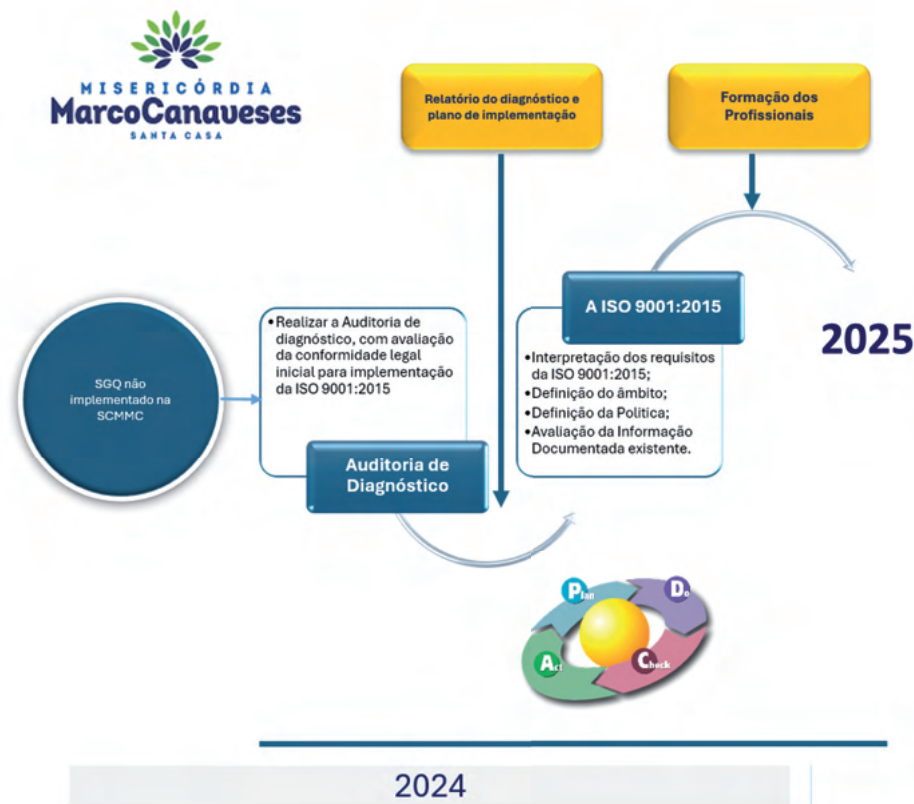 MISERICÓRDIA
MarcoCanaveses
SANTA CASA
Relatório do diagnóstico e
plano de implementação
Formação dos
Profissionais
SGQ não
implementado na
SCMMC
•Realizar a Auditoria de
diagnóstico, com avaliação
da conformidade legal
inicial para implementação
da ISO 9001:2015
Auditoria de
Diagnóstico
A ISO 9001:2015
•Interpretação dos requisitos
da ISO 9001:2015;
•Definição do âmbito;
•Definição da Política;
•Avaliação da Informação
Documentada existente.
2025
Plan
Do
Act
Check
2024